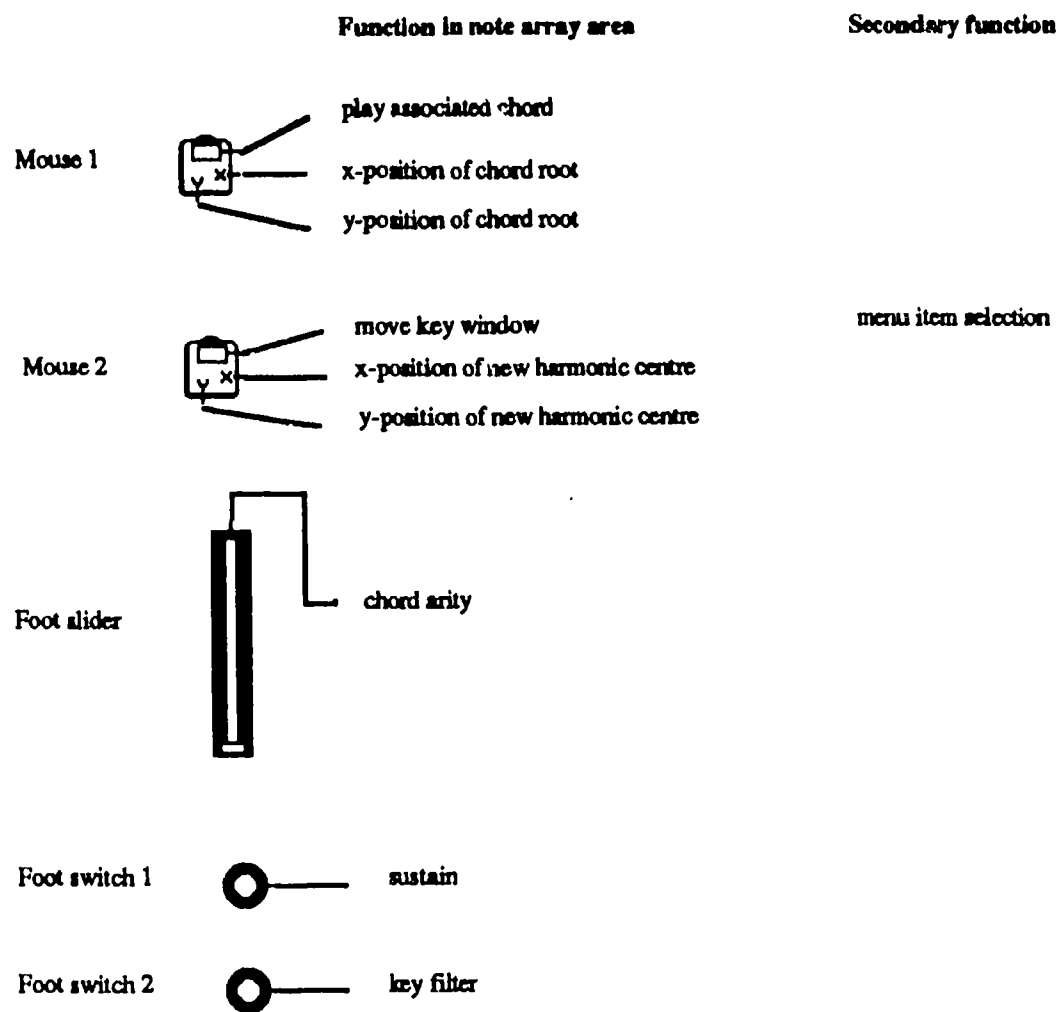 Function in note array area Secondary function
play associated chord
Mouse 1
x-position of chord root
y-position of chord root
move key window menu item selection
Mouse 2
x-position of new harmonic centre
y-position of new harmonic centre
chord arity
Foot slider
Foot switch 1 sustain
Foot switch 2 key filter